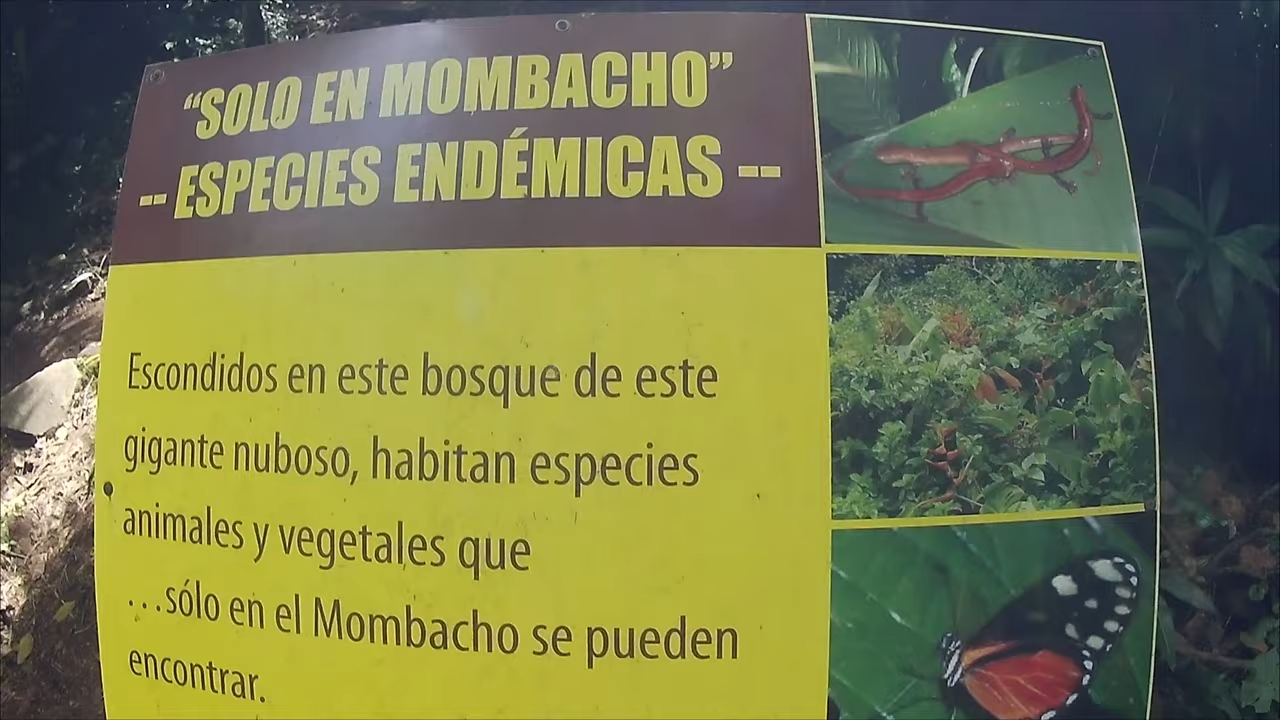 “SOLO EN MOMBACHO”
-- ESPECIES ENDÉMICAS --
Escondidos en este bosque de este
gigante nuboso, habitan especies
animales y vegetales que
...sólo en el Mombacho se pueden
encontrar.